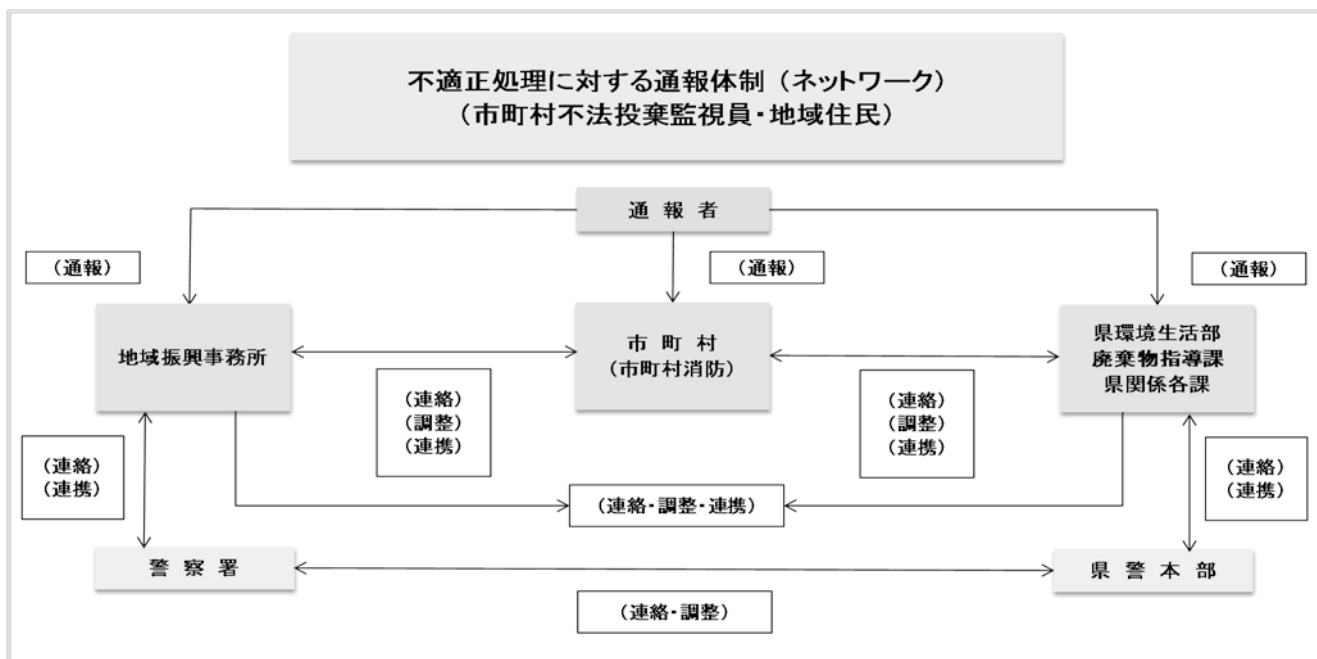 不適正処理に対する通報体制（ネットワーク）
（市町村不法投棄監視員・地域住民）
通報者
（通報）
（通報）
（通報）
地域振興事務所
市町村
（市町村消防）
県環境生活部
廃棄物指導課
県関係各課
（連絡）
（調整）
（連携）
（連絡）
（調整）
（連携）
（連絡）
（連携）
（連絡）
（連携）
（連絡・調整・連携）
警察署
県警本部
（連絡・調整）